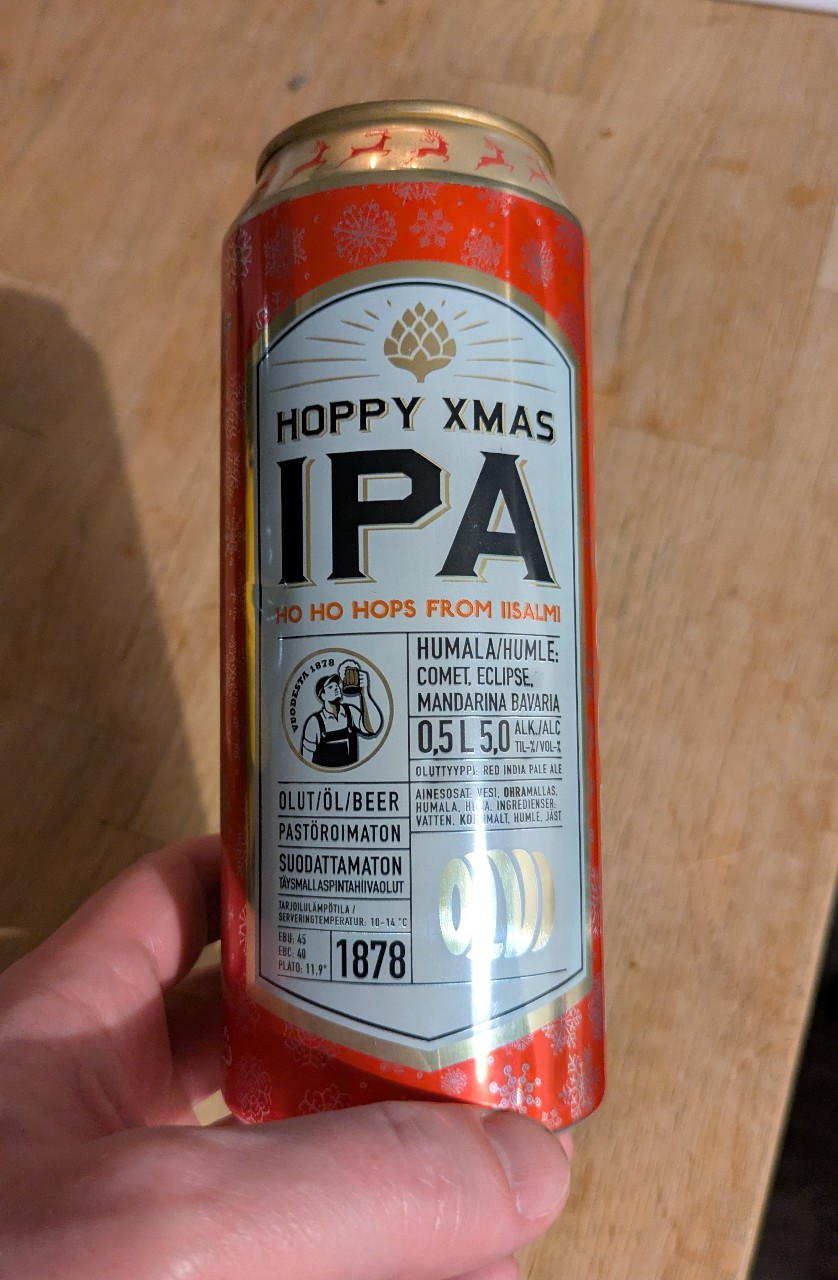 HOPPY XMAS
IPA
HO HO HOPS FROM IISALMI
VUODESTA 1878
HUMALA/HUMLE:
COMET, ECLIPSE,
MANDARINA BAVARIA
0,5 L 5,0 ALK./ALC
TIL-%/VOL-%
OLUTTYYPPI: RED INDIA PALE ALE
AINESOSAT: VESI, OHRAMALLAS,
HUMALA, HIIVA. INGREDIENSER:
VATTEN, KORNMALT, HUMLE, JÄST
OLUT/ÖL/BEER
PASTÖROIMATON
SUODATTAMATON
TÄYSMALLASPINTAHIIVAOLUT
TARJOILULÄMPÖTILA /
SERVERINGTEMPERATUR: 10-14 °C
EBU: 45
EBC: 40
PLATO: 11,9°
1878
OLVI